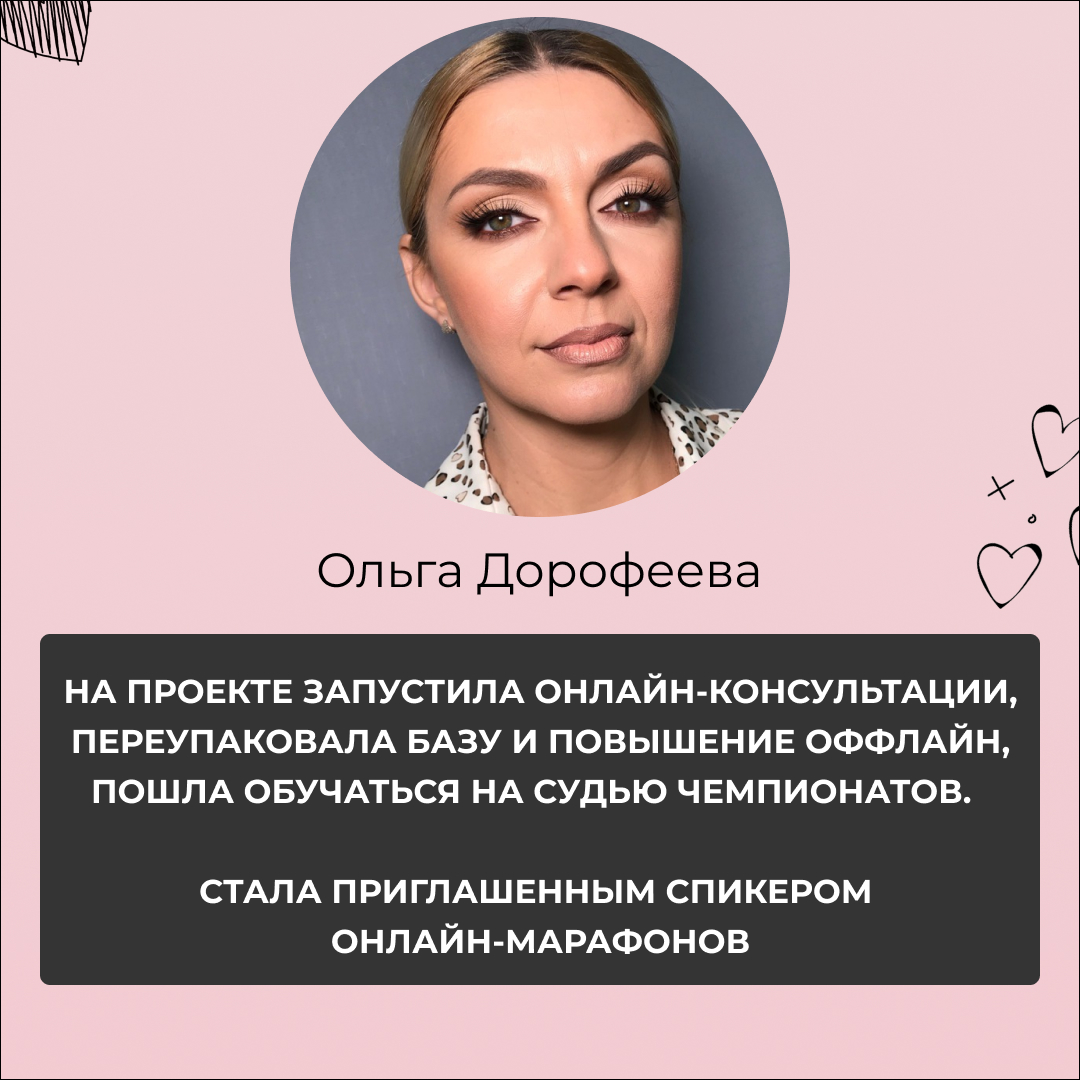 Ольга Дорофеева
НА ПРОЕКТЕ ЗАПУСТИЛА ОНЛАЙН-КОНСУЛЬТАЦИИ,
ПЕРЕУПАКОВАЛА БАЗУ И ПОВЫШЕНИЕ ОФФЛАЙН,
ПОШЛА ОБУЧАТЬСЯ НА СУДЬЮ ЧЕМПИОНАТОВ.
СТАЛА ПРИГЛАШЕННЫМ СПИКЕРОМ
ОНЛАЙН-МАРАФОНОВ